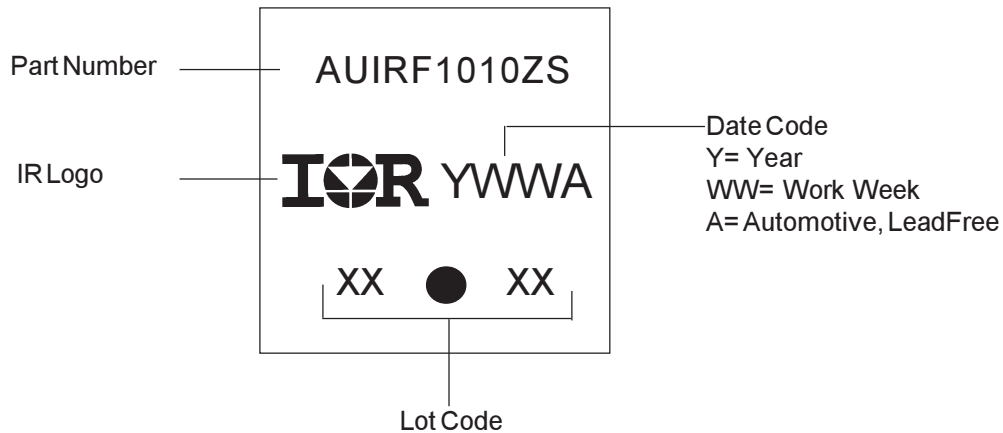 Part Number
AUIRF1010ZS
IR Logo
IOR YWWA
Date Code
Y= Year
WW= Work Week
A= Automotive, LeadFree
XX XX
Lot Code